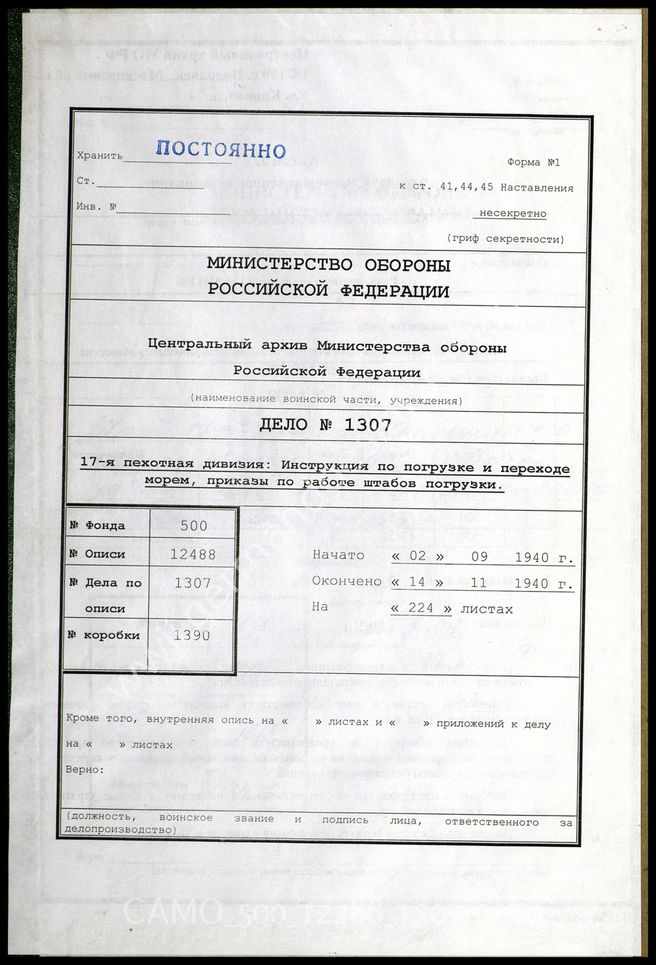 Хранить ПОСТОЯННО
Форма №1
Ст.
к ст. 41,44,45 Наставления
Инв. №
несекретно
(гриф секретности)
МИНИСТЕРСТВО ОБОРОНЫ
РОССИЙСКОЙ ФЕДЕРАЦИИ
Центральный архив Министерства обороны
Российской Федерации
(наименование воинской части, учреждения)
ДЕЛО № 1307
17-я пехотная дивизия: Инструкция по погрузке и переходе
морем, приказы по работе штабов погрузки.
№ Фонда 500
№ Описи 12488
№ Дела по описи 1307
№ коробки 1390
Начато « 02 » 09 1940 г.
Окончено « 14 » 11 1940 г.
На « 224 » листах
Кроме того, внутренняя опись на « » листах и « » приложений к делу
на « » листах
Верно:
(должность, воинское звание и подпись лица, ответственного за
делопроизводство)